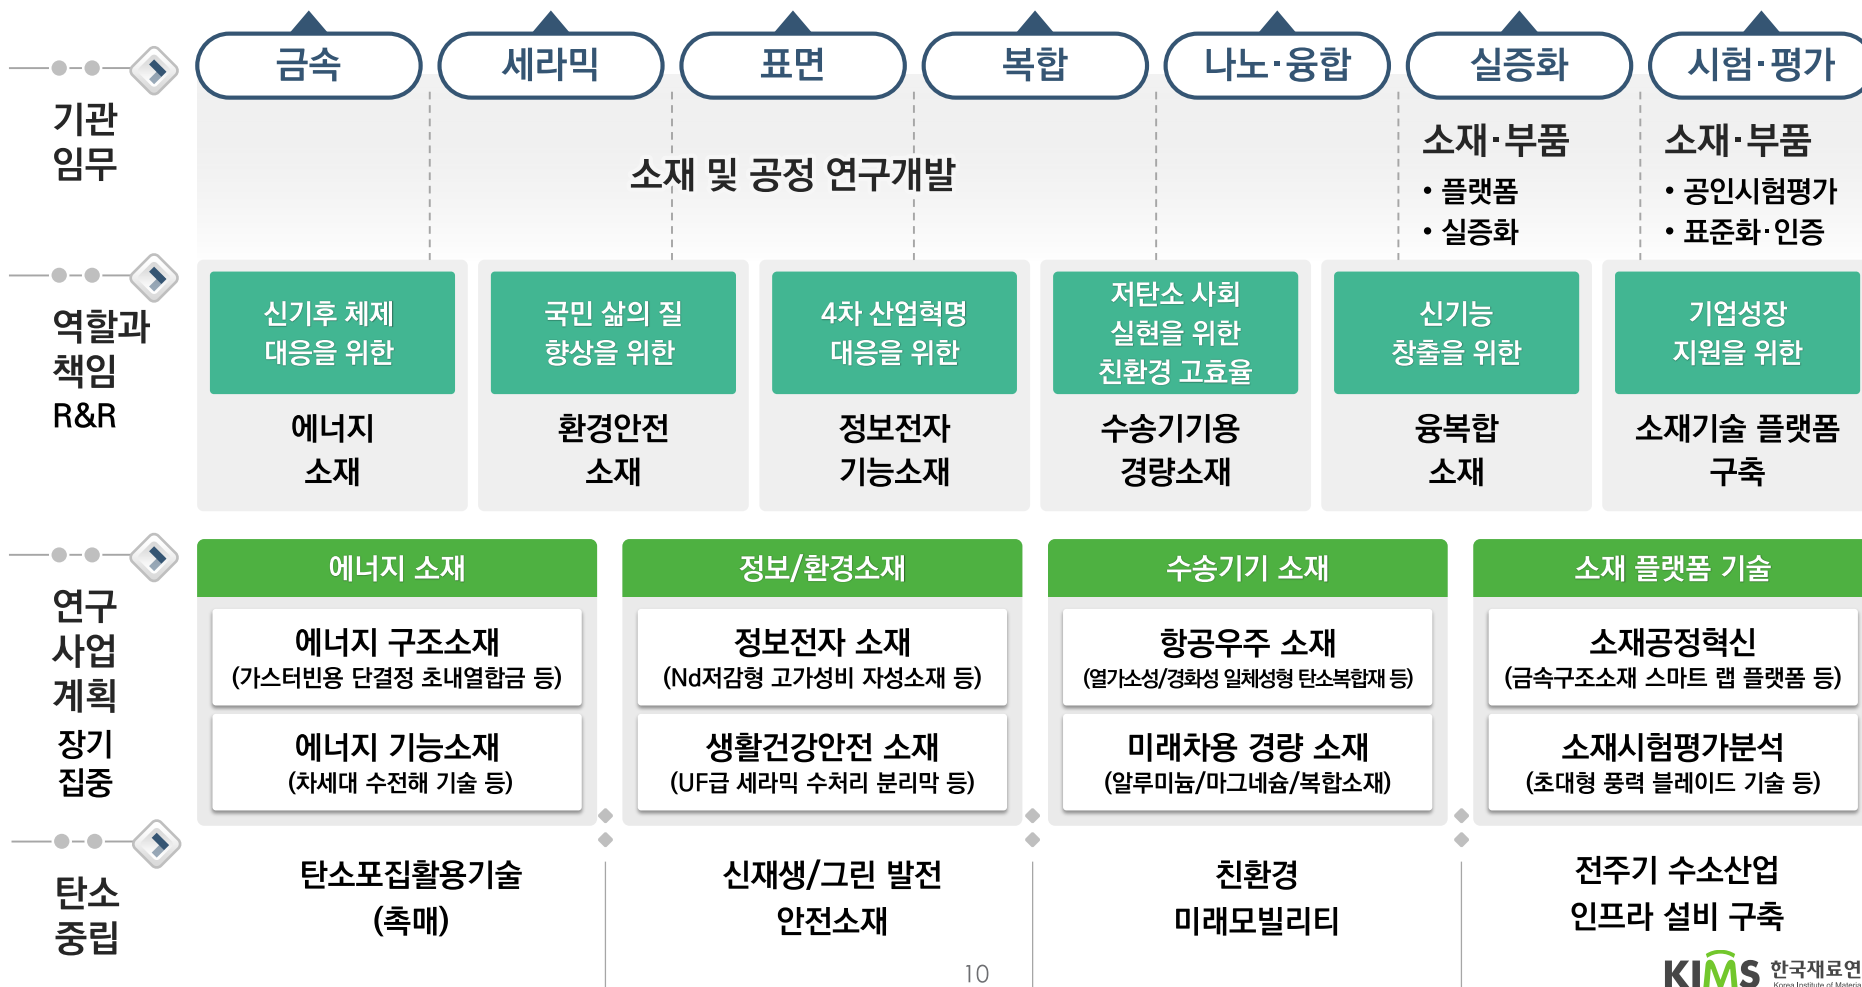 금속
세라믹
표면
복합
나노·융합
실증화
시험·평가
기관
임무
소재 및 공정 연구개발
소재·부품
• 플랫폼
• 실증화
소재·부품
• 공인시험평가
• 표준화·인증
역할과
책임
R&R
신기후 체제
대응을 위한
에너지
소재
국민 삶의 질
향상을 위한
환경안전
소재
4차 산업혁명
대응을 위한
정보전자
기능소재
저탄소 사회
실현을 위한
친환경 고효율
수송기기용
경량소재
신기능
창출을 위한
융복합
소재
기업성장
지원을 위한
소재기술 플랫폼
구축
연구
사업
계획
장기
집중
에너지 소재
에너지 구조소재
(가스터빈용 단결정 초내열합금 등)
에너지 기능소재
(차세대 수전해 기술 등)
정보/환경소재
정보전자 소재
(Nd저감형 고가성비 자성소재 등)
생활건강안전 소재
(UF급 세라믹 수처리 분리막 등)
수송기기 소재
항공우주 소재
(열가소성/경화성 일체성형 탄소복합재 등)
미래차용 경량 소재
(알루미늄/마그네슘/복합소재)
소재 플랫폼 기술
소재공정혁신
(금속구조소재 스마트 랩 플랫폼 등)
소재시험평가분석
(초대형 풍력 블레이드 기술 등)
탄소
중립
탄소포집활용기술
(촉매)
신재생/그린 발전
안전소재
친환경
미래모빌리티
전주기 수소산업
인프라 설비 구축
10
KIMS 한국재료연
Korea Institute of Materia